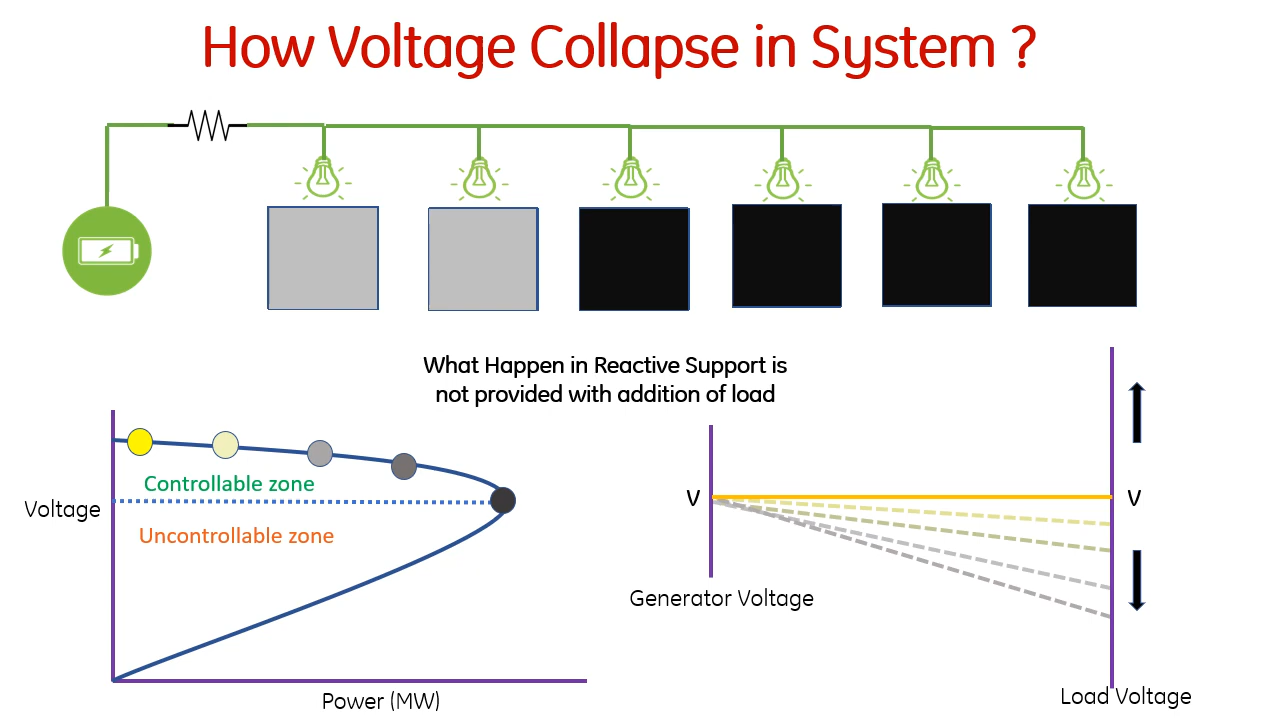 How Voltage Collapse in System ?
What Happen in Reactive Support is
not provided with addition of load
Controllable zone
Voltage
Uncontrollable zone
Power (MW)
V
V
Generator Voltage
Load Voltage